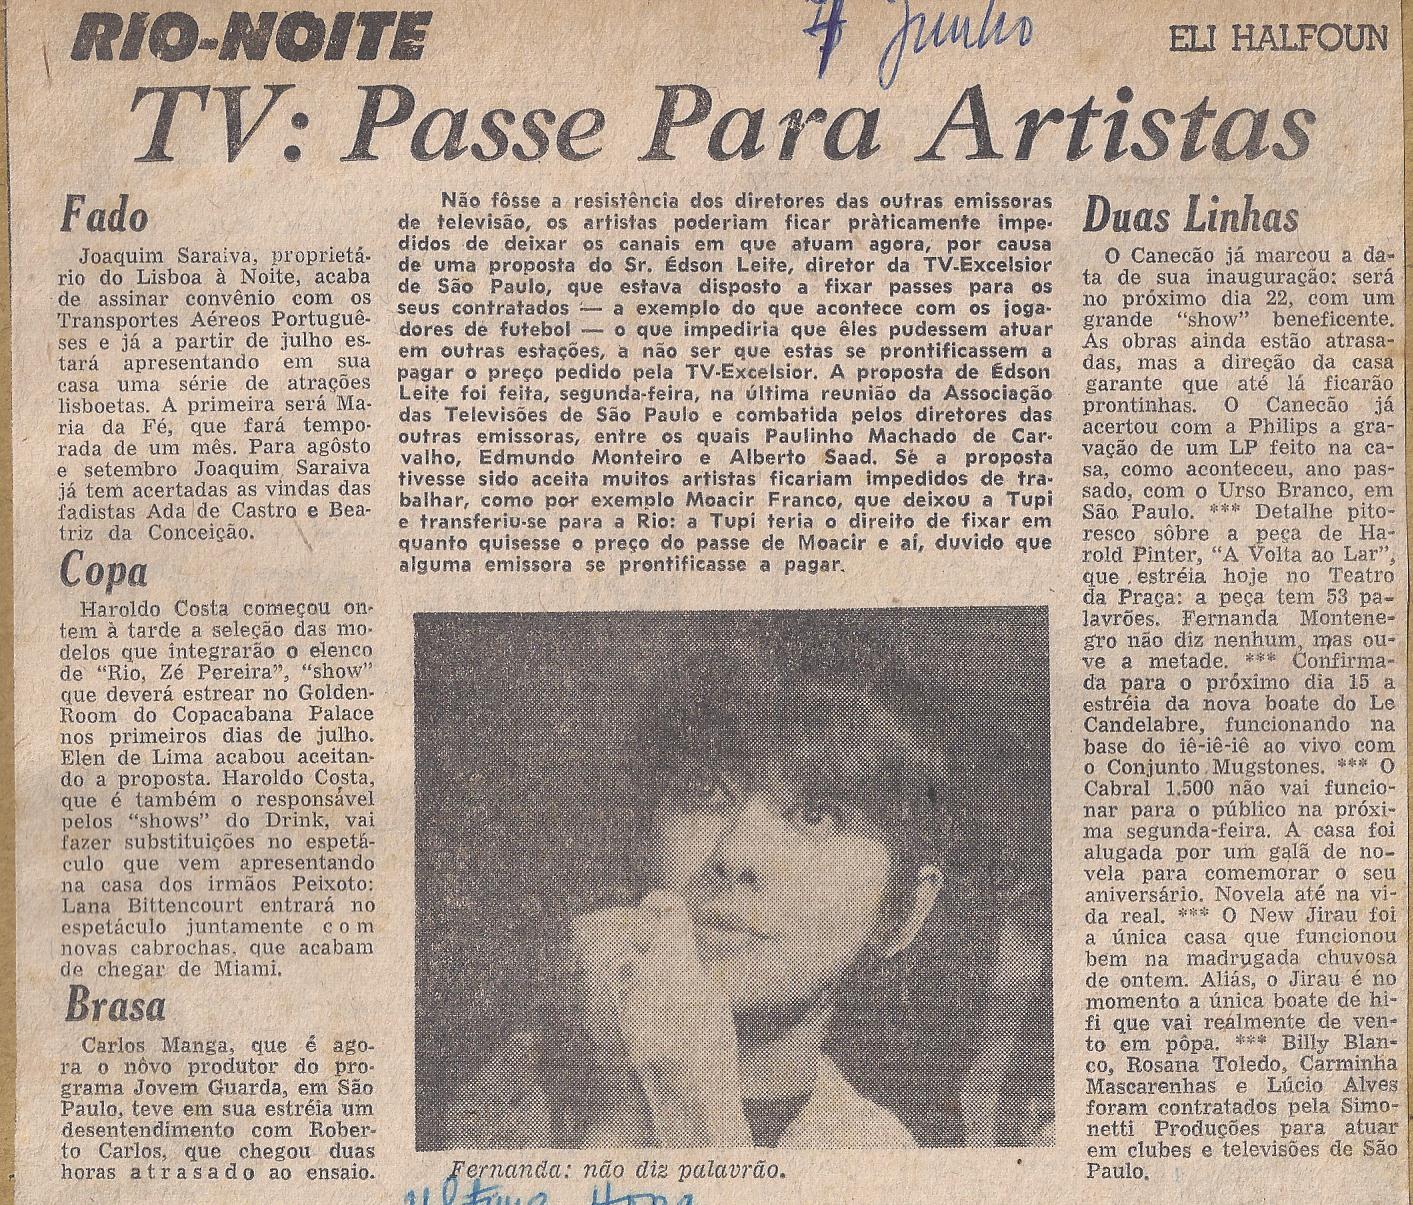 RIO-NOITE
7 Junho
ELI HALFOUN
TV: Passe Para Artistas
Fado
Joaquim Saraiva, proprietá-
rio do Lisboa à Noite, acaba
de assinar convênio com os
Transportes Aéreos Portuguê-
ses e já a partir de julho es-
tará apresentando em sua
casa uma série de atrações
lisboetas. A primeira será Ma-
ria da Fé, que fará tempo-
rada de um mês. Para agôsto
e setembro Joaquim Saraiva
já tem acertadas as vindas das
fadistas Ada de Castro e Bea-
triz da Conceição.
Copa
Haroldo Costa começou on-
tem à tarde a seleção das mo-
delos que integrarão o elenco
de "Rio, Zé Pereira", "show"
que deverá estrear no Golden-
Room do Copacabana Palace
nos primeiros dias de julho.
Elen de Lima acabou aceitan-
do a proposta. Haroldo Costa,
que é também o responsável
pelos "shows" do Drink, vai
fazer substituições no espetá-
culo que vem apresentando
na casa dos irmãos Peixoto:
Lana Bittencourt entrará no
espetáculo juntamente com
novas cabrochas, que acabam
de chegar de Miami.
Brasa
Carlos Manga, que é ago-
ra o nôvo produtor do pro-
grama Jovem Guarda, em São
Paulo, teve em sua estréia um
desentendimento com Rober-
to Carlos, que chegou duas
horas atrasado ao ensaio.
Não fôsse a resistência dos diretores das outras emissoras
de televisão, os artistas poderiam ficar pràticamente impe-
didos de deixar os canais em que atuam agora, por causa
de uma proposta do Sr. Édson Leite, diretor da TV-Excelsior
de São Paulo, que estava disposto a fixar passes para os
seus contratados — a exemplo do que acontece com os joga-
dores de futebol — o que impediria que êles pudessem atuar
em outras estações, a não ser que estas se prontificassem a
pagar o preço pedido pela TV-Excelsior. A proposta de Édson
Leite foi feita, segunda-feira, na última reunião da Associação
das Televisões de São Paulo e combatida pelos diretores das
outras emissoras, entre os quais Paulinho Machado de Car-
valho, Edmundo Monteiro e Alberto Saad. Se a proposta
tivesse sido aceita muitos artistas ficariam impedidos de tra-
balhar, como por exemplo Moacir Franco, que deixou a Tupi
e transferiu-se para a Rio: a Tupi teria o direito de fixar em
quanto quisesse o preço do passe de Moacir e aí, duvido que
alguma emissora se prontificasse a pagar.
Fernanda: não diz palavrão.
Ultima Hora
Duas Linhas
O Canecão já marcou a da-
ta de sua inauguração: será
no próximo dia 22, com um
grande "show" beneficente.
As obras ainda estão atrasa-
das, mas a direção da casa
garante que até lá ficarão
prontinhas. O Canecão já
acertou com a Philips a gra-
vação de um LP feito na ca-
sa, como aconteceu, ano pas-
sado, com o Urso Branco, em
São Paulo. *** Detalhe pito-
resco sôbre a peça de Ha-
rold Pinter, "A Volta ao Lar",
que estréia hoje no Teatro
da Praça: a peça tem 53 pa-
lavrões. Fernanda Montene-
gro não diz nenhum, mas ou-
ve a metade. *** Confirma-
da para o próximo dia 15 a
estréia da nova boate do Le
Candelabre, funcionando na
base do iê-iê-iê ao vivo com
o Conjunto Mugstones. *** O
Cabral 1.500 não vai funcio-
nar para o público na próxi-
ma segunda-feira. A casa foi
alugada por um galã de no-
vela para comemorar o seu
aniversário. Novela até na vi-
da real. *** O New Jirau foi
a única casa que funcionou
bem na madrugada chuvosa
de ontem. Aliás, o Jirau é no
momento a única boate de hi-
fi que vai realmente de ven-
to em pôpa. *** Billy Blan-
co, Rosana Toledo, Carminha
Mascarenhas e Lúcio Alves
foram contratados pela Simo-
netti Produções para atuar
em clubes e televisões de São
Paulo.